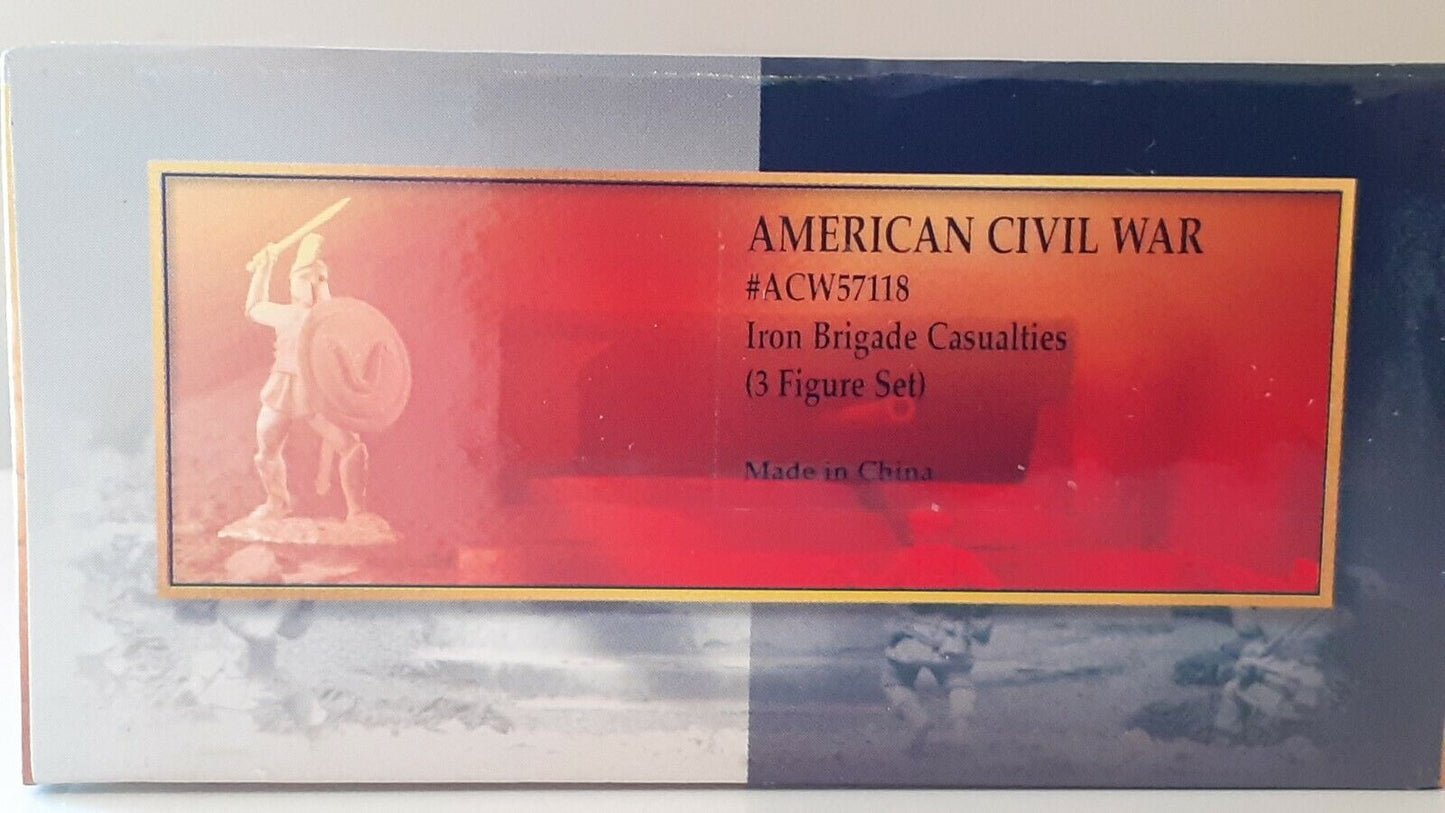 AMERICAN CIVIL WAR
#ACW57118
Iron Brigade Casualties
(3 Figure Set)
Made in China